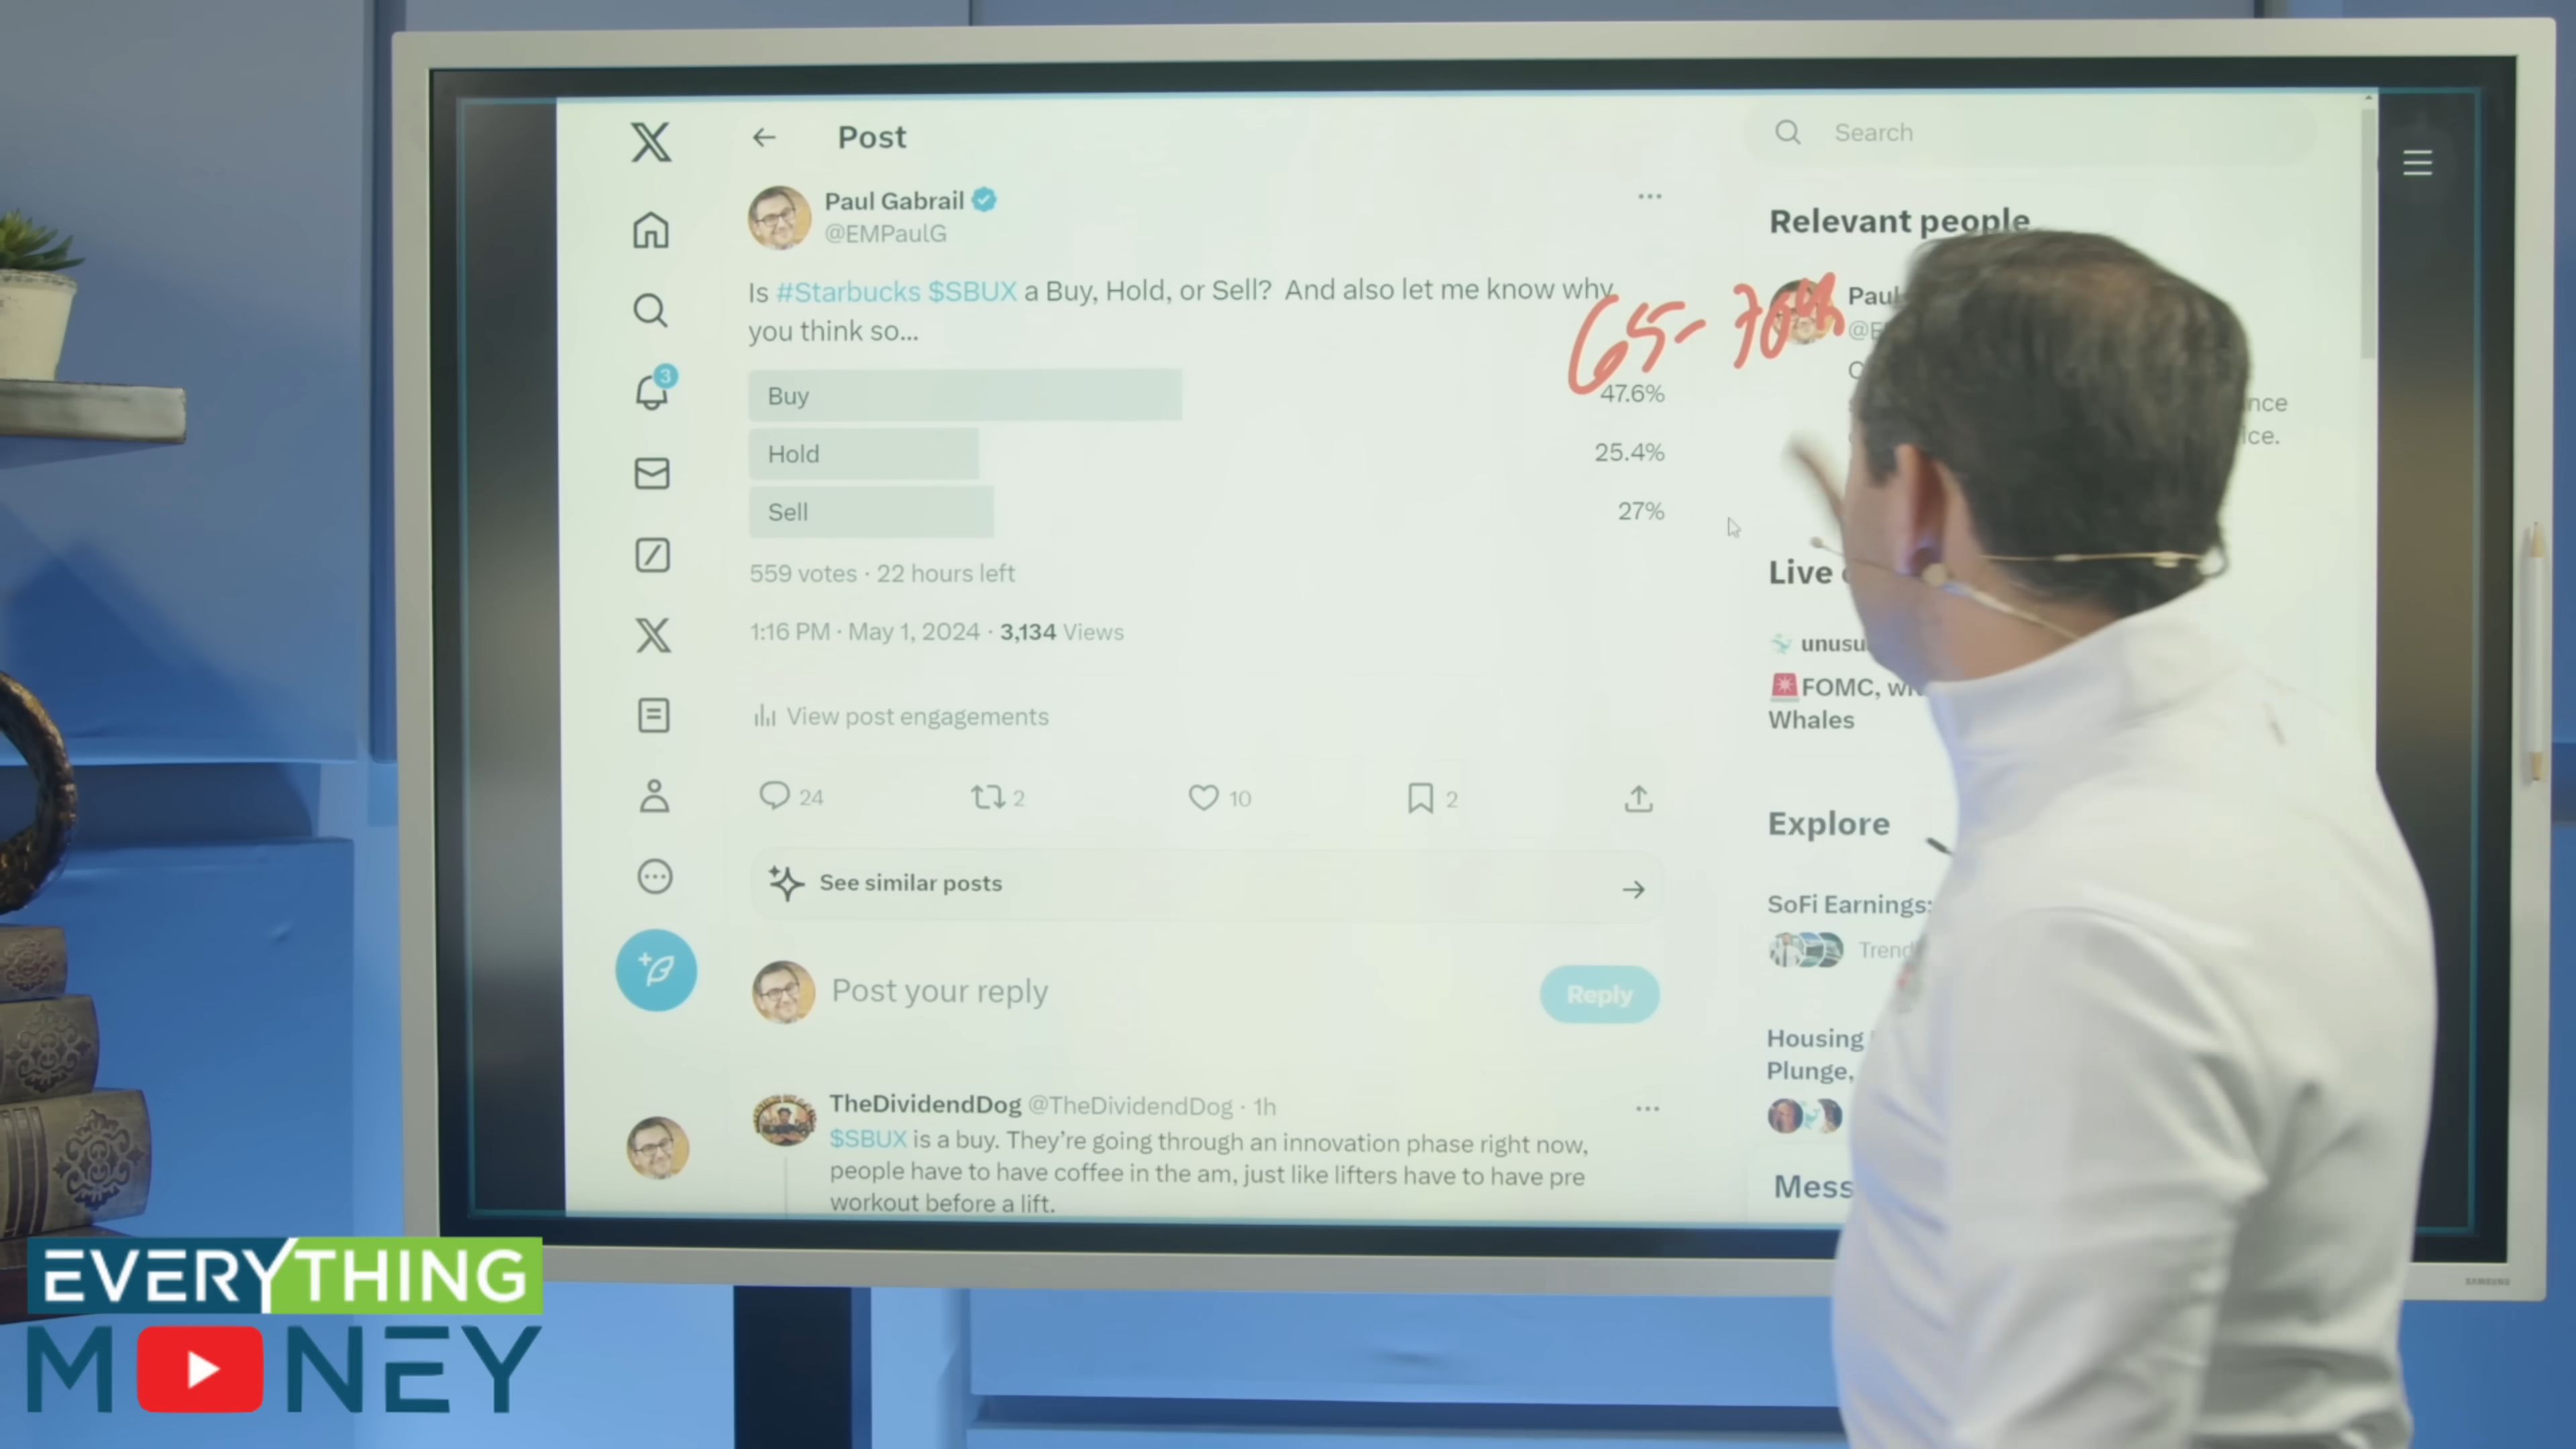 Post
Search
Paul Gabrail
@EMPaulG
Is #Starbucks $SBUX a Buy, Hold, or Sell? And also let me know why
you think so...
65-70%
Buy 47.6%
Hold 25.4%
Sell 27%
559 votes · 22 hours left
1:16 PM · May 1, 2024 · 3,134 Views
View post engagements
24 2 10 2
See similar posts
Post your reply
Reply
TheDividendDog @TheDividendDog · 1h
$SBUX is a buy. They're going through an innovation phase right now,
people have to have coffee in the am, just like lifters have to have pre
workout before a lift.
3
Relevant people
Paul
Live
FOMC,
Whales
Explore
SoFi Earnings:
Housing
Plunge,
SAMSUNG
EVERYTHING
MONEY